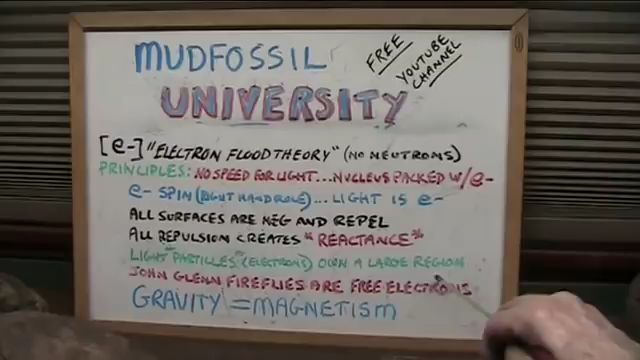 MUDFOSSIL
UNIVERSITY
FREE
YOUTUBE
CHANNEL
[e-] "ELECTRON FLOOD THEORY" (NO NEUTRONS)
PRINCIPLES: NO SPEED FOR LIGHT...NUCLEUS PACKED W/e-
e- SPIN (RIGHT HAND RULE)...LIGHT IS e-
ALL SURFACES ARE NEG AND REPEL
ALL REPULSION CREATES "REACTANCE"
LIGHT "PARTICLES" (ELECTRONS) OWN A LARGE REGION
JOHN GLENN FIREFLIES ARE FREE ELECTRONS
GRAVITY = MAGNETISM